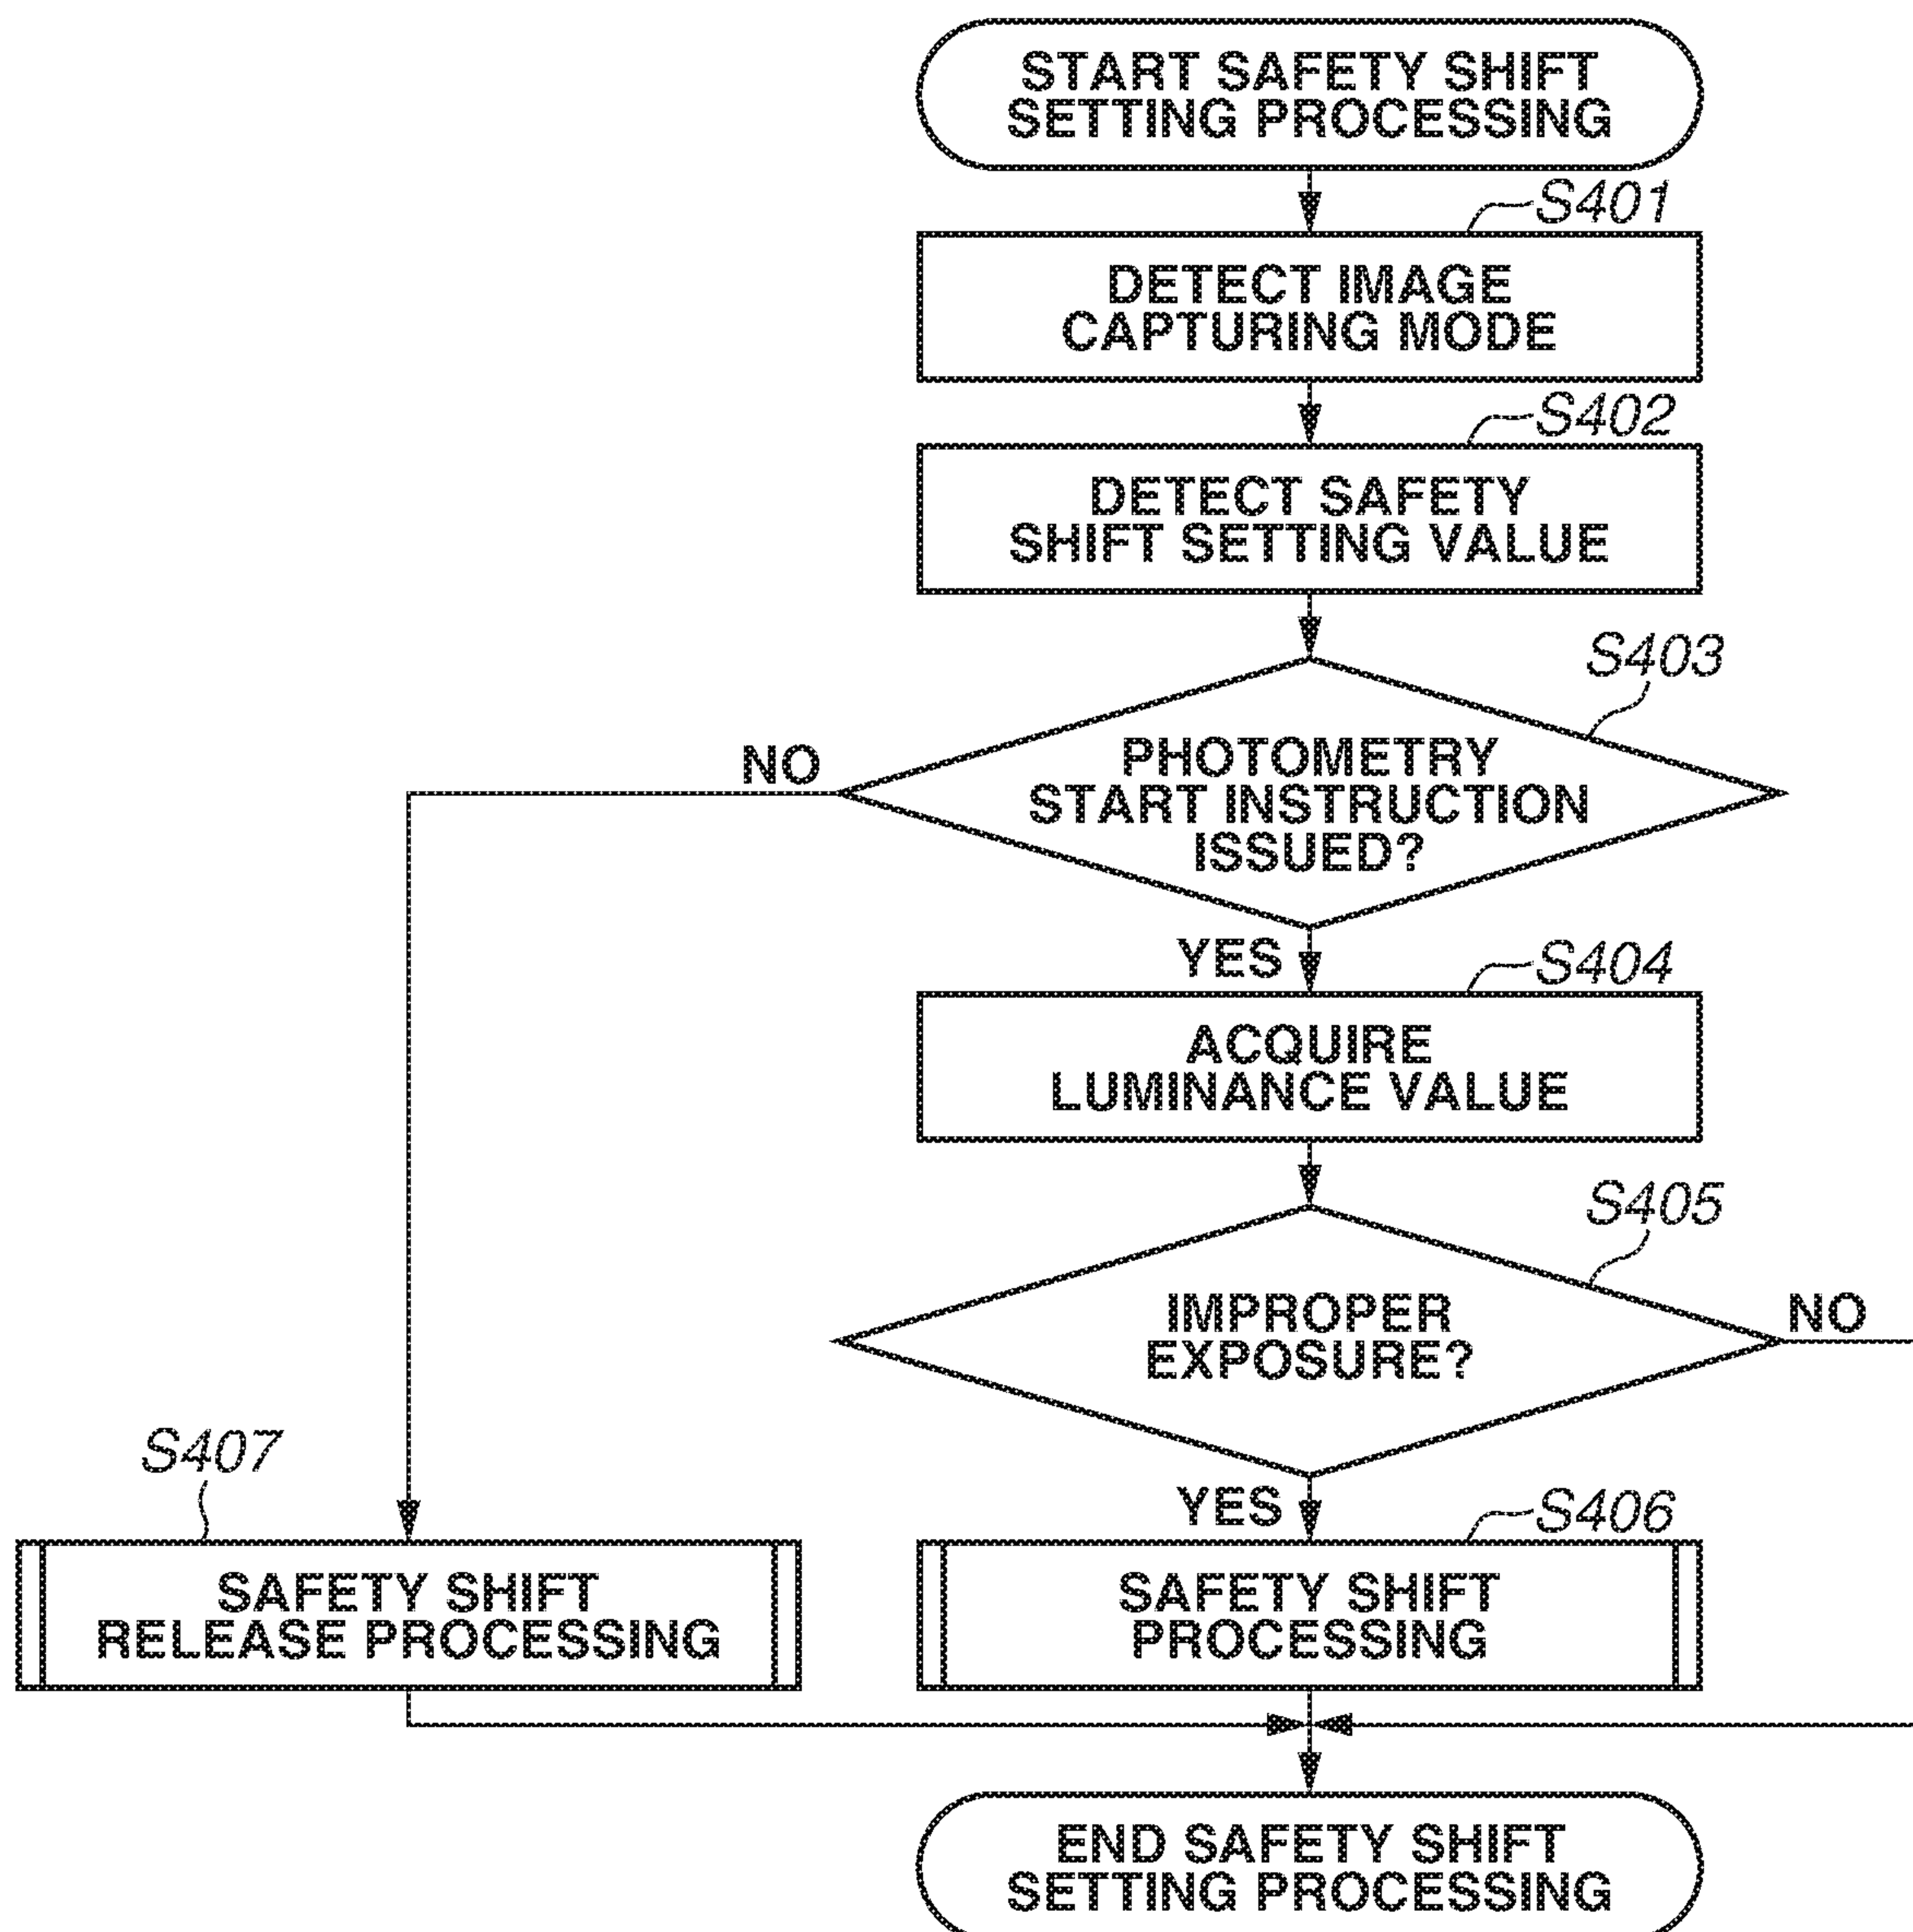 START SAFETY SHIFT
SETTING PROCESSING
S401
DETECT IMAGE
CAPTURING MODE
S402
DETECT SAFETY
SHIFT SETTING VALUE
S403
PHOTOMETRY
START INSTRUCTION
ISSUED?
NO
YES
S404
ACQUIRE
LUMINANCE VALUE
S405
IMPROPER
EXPOSURE?
NO
YES
S407
S406
SAFETY SHIFT
RELEASE PROCESSING
SAFETY SHIFT
PROCESSING
END SAFETY SHIFT
SETTING PROCESSING